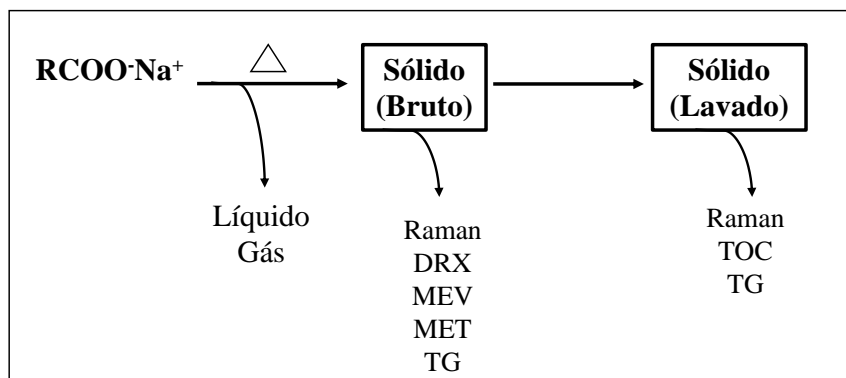 RCOO-Na+
Sólido
(Bruto)
Sólido
(Lavado)
Líquido
Gás
Raman
DRX
MEV
MET
TG
Raman
TOC
TG